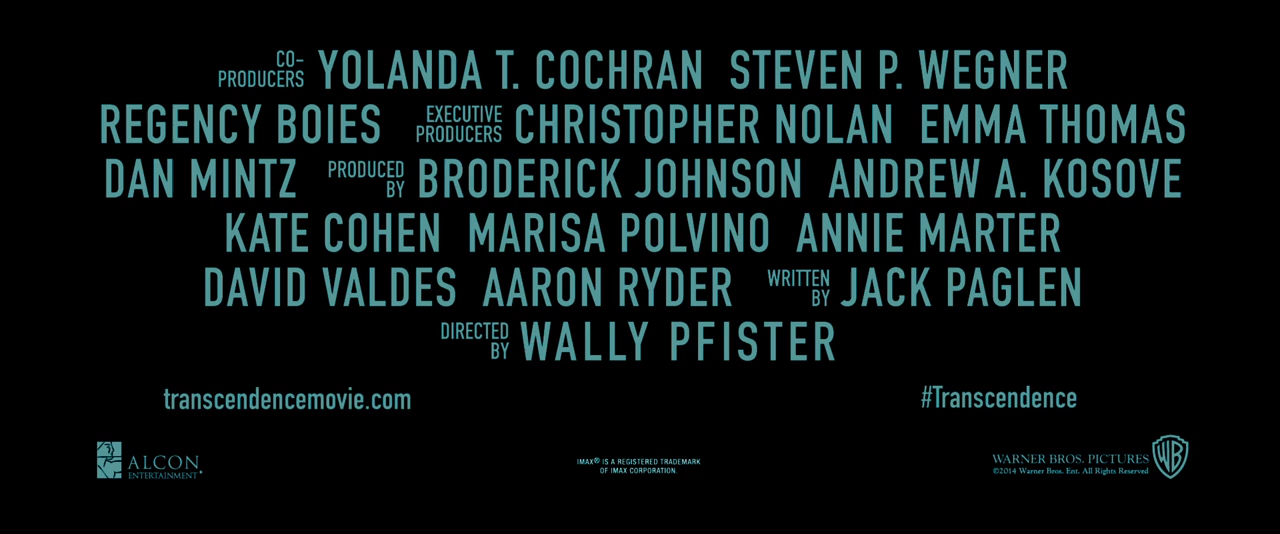 CO-PRODUCERS YOLANDA T. COCHRAN STEVEN P. WEGNER
REGENCY BOIES EXECUTIVE PRODUCERS CHRISTOPHER NOLAN EMMA THOMAS
DAN MINTZ PRODUCED BY BRODERICK JOHNSON ANDREW A. KOSOVE
KATE COHEN MARISA POLVINO ANNIE MARTER
DAVID VALDES AARON RYDER WRITTEN BY JACK PAGLEN
DIRECTED BY WALLY PFISTER
transcendencemovie.com
#Transcendence
ALCON
ENTERTAINMENT.
IMAX® IS A REGISTERED TRADEMARK
OF IMAX CORPORATION.
WARNER BROS. PICTURES
©2014 Warner Bros. Ent. All Rights Reserved
WB